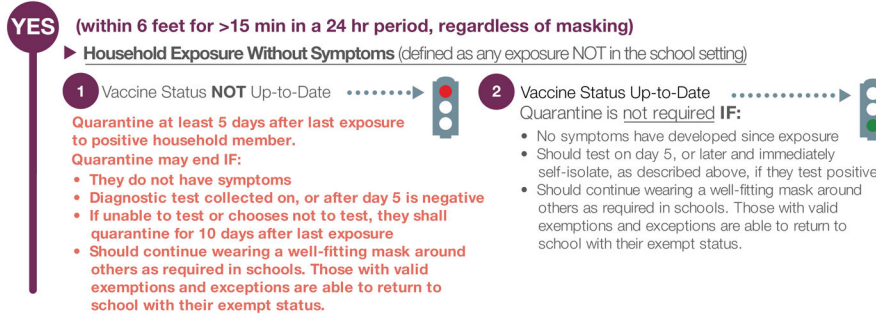 YES (within 6 feet for >15 min in a 24 hr period, regardless of masking)
Household Exposure Without Symptoms (defined as any exposure NOT in the school setting)
1 Vaccine Status NOT Up-to-Date
Quarantine at least 5 days after last exposure
to positive household member.
Quarantine may end IF:
• They do not have symptoms
• Diagnostic test collected on, or after day 5 is negative
• If unable to test or chooses not to test, they shall
quarantine for 10 days after last exposure
• Should continue wearing a well-fitting mask around
others as required in schools. Those with valid
exemptions and exceptions are able to return to
school with their exempt status.
2 Vaccine Status Up-to-Date
Quarantine is not required IF:
• No symptoms have developed since exposure
• Should test on day 5, or later and immediately
self-isolate, as described above, if they test positive
• Should continue wearing a well-fitting mask around
others as required in schools. Those with valid
exemptions and exceptions are able to return to
school with their exempt status.